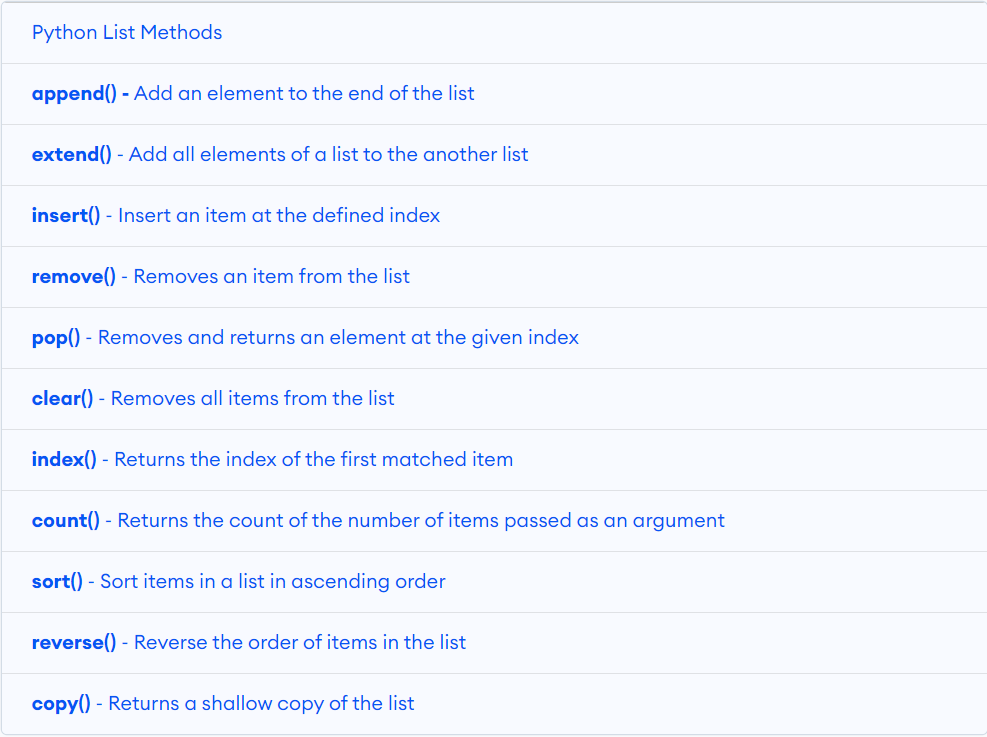 Python List Methods
append() - Add an element to the end of the list
extend() - Add all elements of a list to the another list
insert() - Insert an item at the defined index
remove() - Removes an item from the list
pop() - Removes and returns an element at the given index
clear() - Removes all items from the list
index() - Returns the index of the first matched item
count() - Returns the count of the number of items passed as an argument
sort() - Sort items in a list in ascending order
reverse() - Reverse the order of items in the list
copy() - Returns a shallow copy of the list